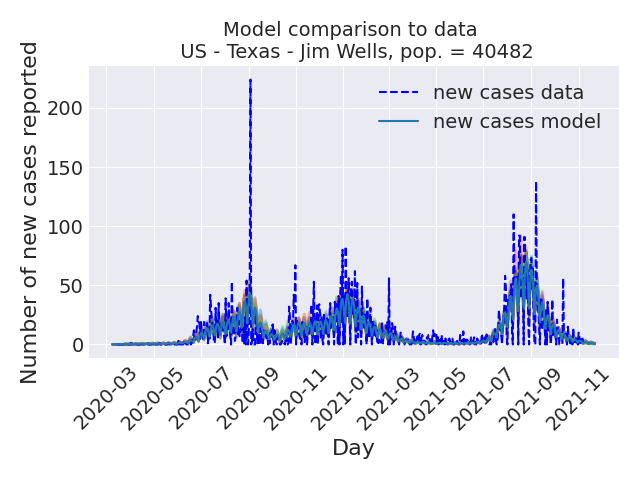 Model comparison to data
US - Texas - Jim Wells, pop. = 40482
Number of new cases reported
200
150
100
50
0
new cases data
new cases model
2020-03
2020-05
2020-07
2020-09
2020-11
2021-01
2021-03
2021-05
2021-07
2021-09
2021-11
Day